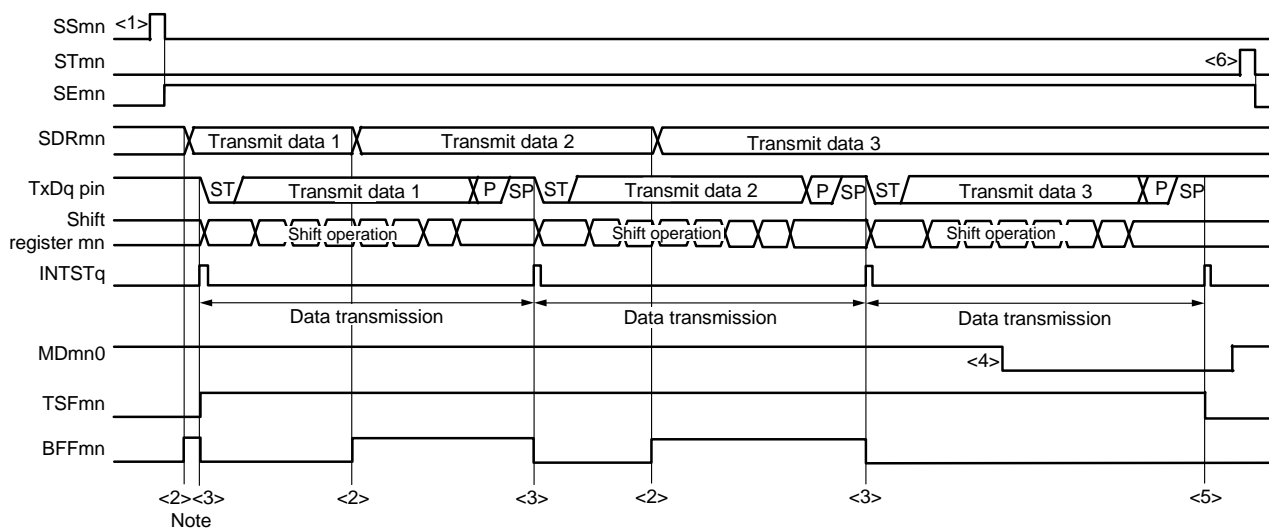 SSmn <1>
STmn <6>
SEmn
SDRmn Transmit data 1 Transmit data 2 Transmit data 3
TxDq pin ST Transmit data 1 P SP ST Transmit data 2 P SP ST Transmit data 3 P SP
Shift
register mn Shift operation Shift operation Shift operation
INTSTq
Data transmission Data transmission Data transmission
MDmn0 <4>
TSFmn
BFFmn
<2> <3> <2> <3> <2> <3> <5>
Note